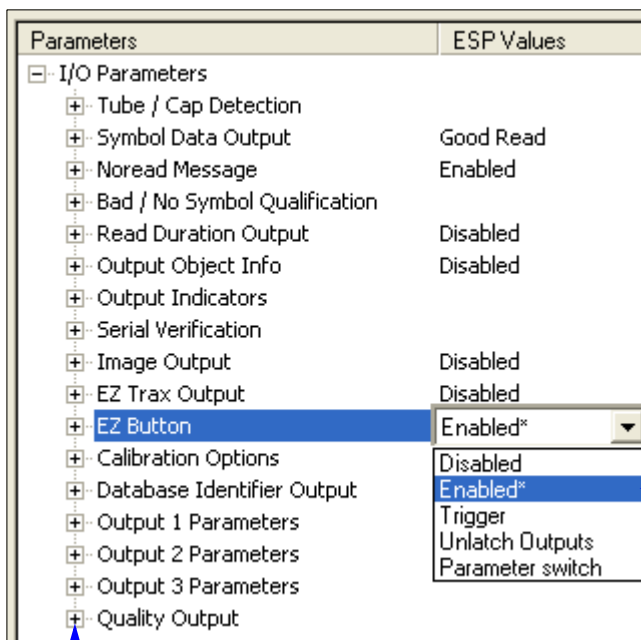 Parameters ESP Values
I/O Parameters
Tube / Cap Detection
Symbol Data Output Good Read
Noread Message Enabled
Bad / No Symbol Qualification
Read Duration Output Disabled
Output Object Info Disabled
Output Indicators
Serial Verification
Image Output Disabled
EZ Trax Output Disabled
EZ Button Enabled*
Calibration Options Disabled
Database Identifier Output Enabled*
Output 1 Parameters Trigger
Output 2 Parameters Unlatch Outputs
Output 3 Parameters Parameter switch
Quality Output